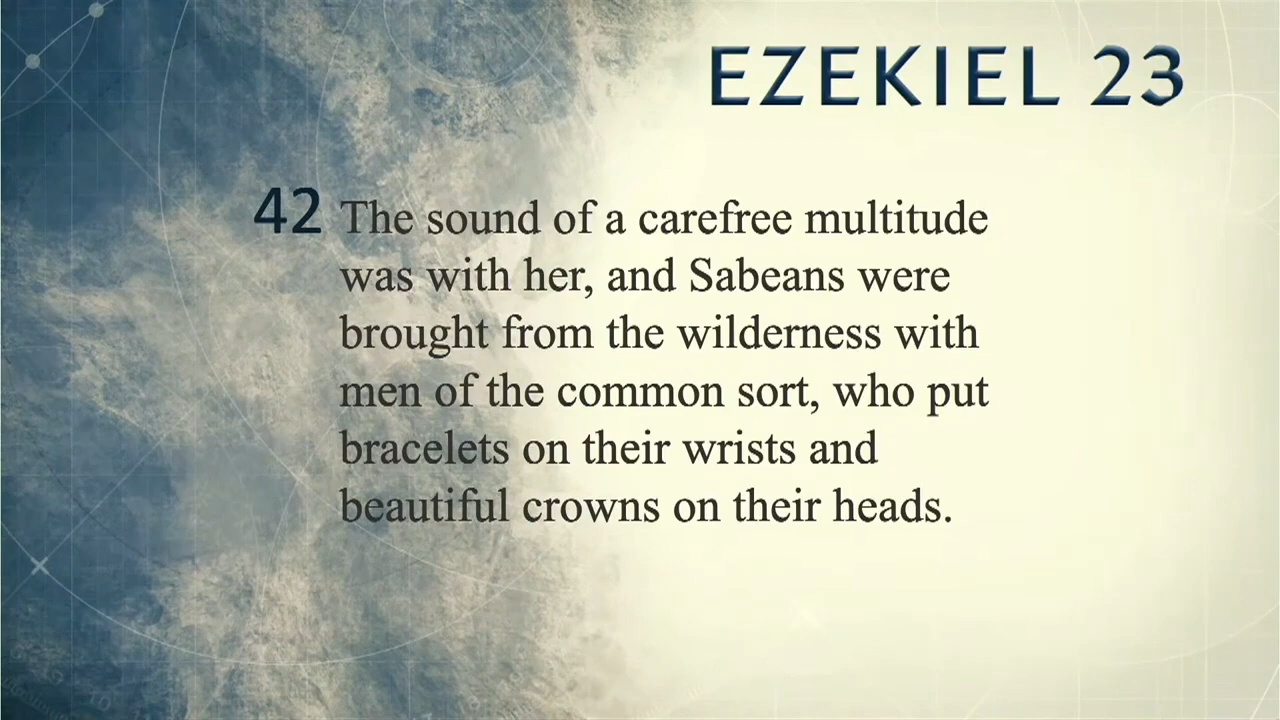 EZEKIEL 23
42 The sound of a carefree multitude
was with her, and Sabeans were
brought from the wilderness with
men of the common sort, who put
bracelets on their wrists and
beautiful crowns on their heads.